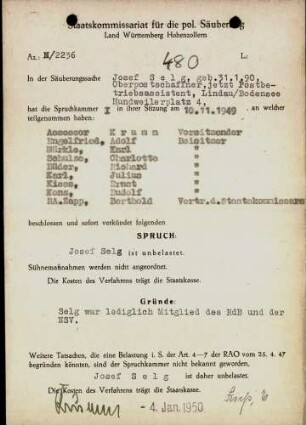 Staatskommissariat für die pol. Säuberung
Land Württemberg Hohenzollern
Az.: N/2236
L:
480
In der Säuberungssache Josef Selg, geb.31.1.90,
Oberpostschaffner, jetzt Postbe-
triebsassistent, Lindau/Bodensee
Hundweilerplatz 4,
hat die Spruchkammer I in ihrer Sitzung am 10.11.1949 an welcher
teilgenommen haben:
Assessor Krumm Vorsitzender
Engelfried, Adolf Beisitzer
Bürkle, Karl "
Schulze, Charlotte "
Bäder, Richard "
Karl, Julius "
Ernst "
Rudolf "
RA.Zapp, Berthold Vertr.d.Staatskommissars
beschlossen und sofort verkündet folgenden
SPRUCH:
Josef Selg ist unbelastet.
Sühnemaßnahmen werden nicht angeordnet.
Die Kosten des Verfahrens trägt die Staatskasse.
Gründe:
Selg war lediglich Mitglied des RdB und der
NSV.
Weitere Tatsachen, die eine Belastung i. S. der Art. 4—7 der RAO vom 25. 4. 47
begründen könnten, sind der Spruchkammer nicht bekannt geworden.
Josef Selg ist daher unbelastet.
Die Kosten des Verfahrens trägt die Staatskasse.
- 4. Jan. 1950